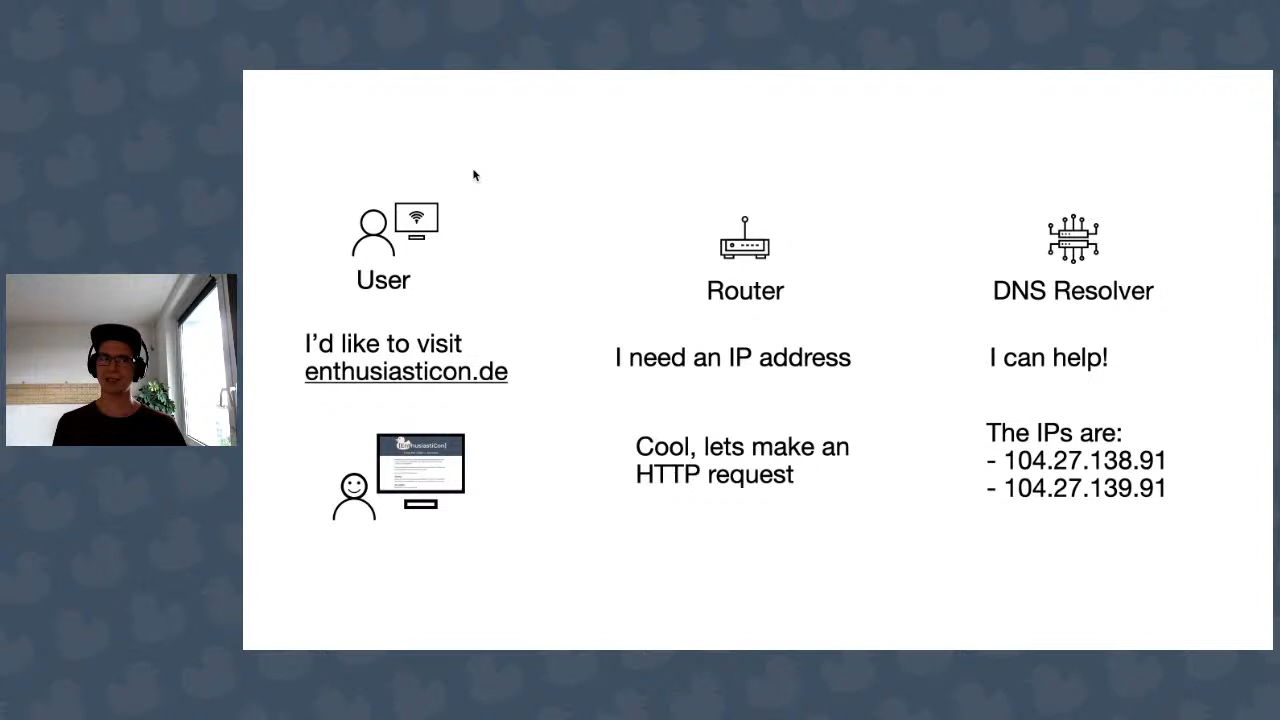 User
Router
DNS Resolver
I'd like to visit
enthusiasticon.de
I need an IP address
I can help!
Cool, lets make an
HTTP request
The IPs are:
- 104.27.138.91
- 104.27.139.91